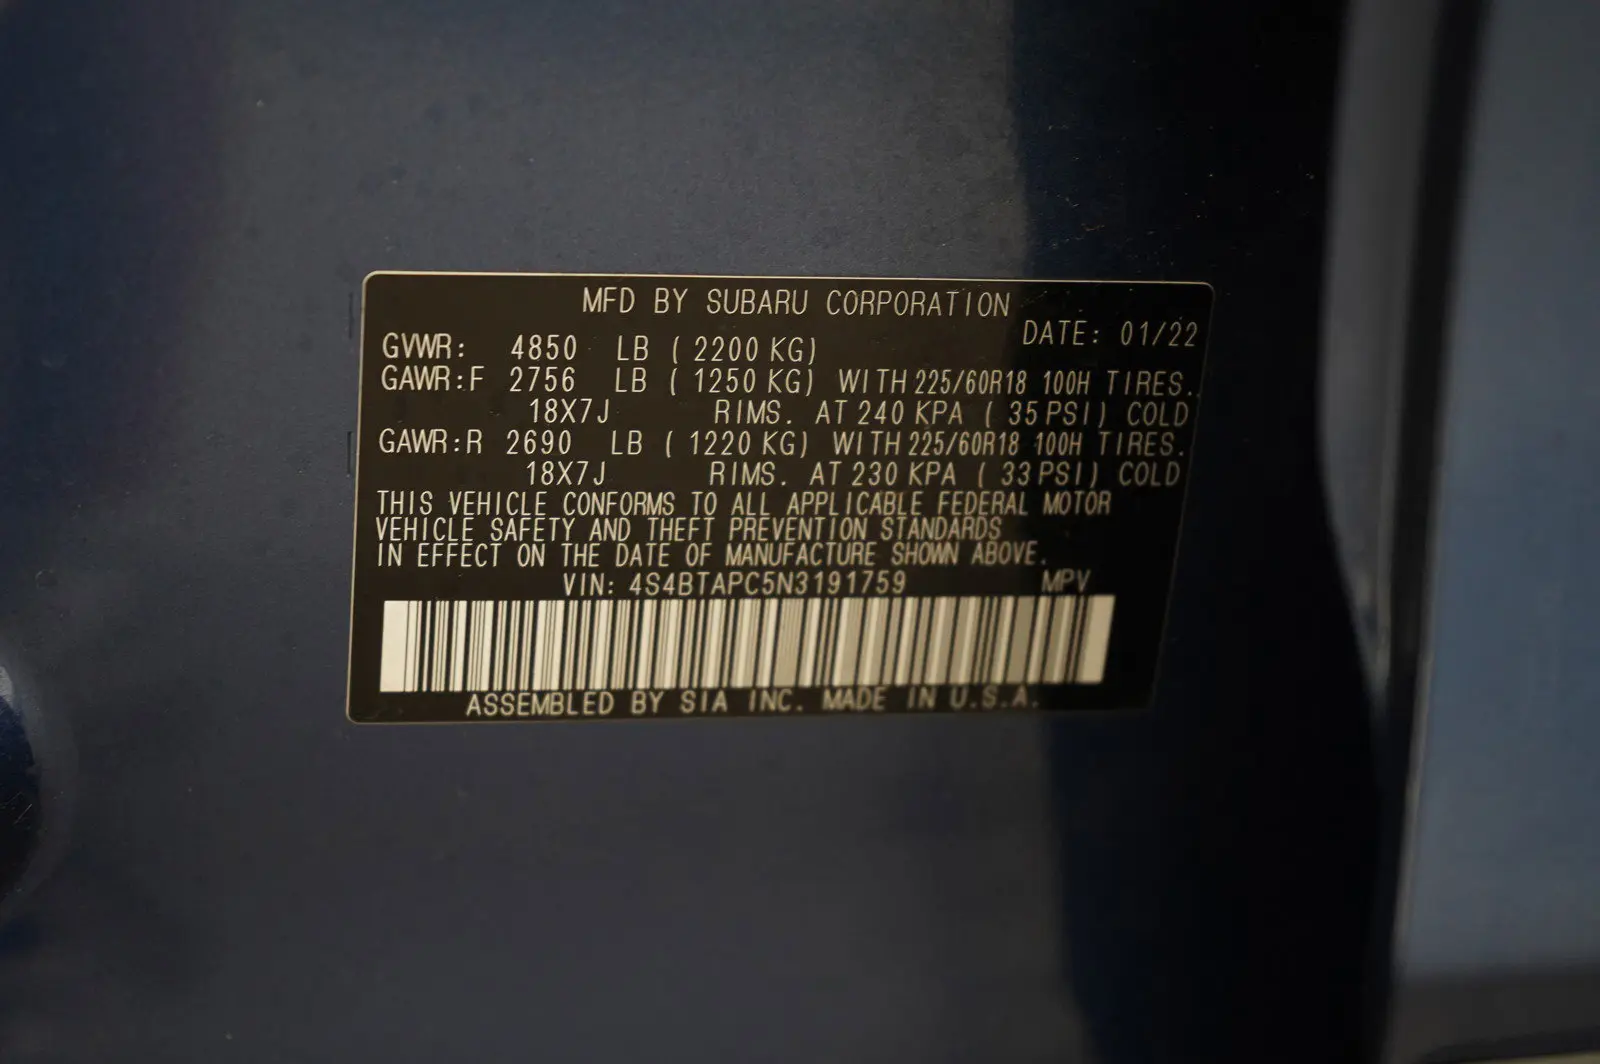 MFD BY SUBARU CORPORATION
DATE: 01/22
GVWR: 4850 LB ( 2200 KG)
GAWR:F 2756 LB ( 1250 KG) WITH 225/60R18 100H TIRES.
18X7J RIMS. AT 240 KPA ( 35 PSI) COLD
GAWR:R 2690 LB ( 1220 KG) WITH 225/60R18 100H TIRES.
18X7J RIMS. AT 230 KPA ( 33 PSI) COLD
THIS VEHICLE CONFORMS TO ALL APPLICABLE FEDERAL MOTOR
VEHICLE SAFETY AND THEFT PREVENTION STANDARDS
IN EFFECT ON THE DATE OF MANUFACTURE SHOWN ABOVE.
VIN: 4S4BTAPC5N3191759 MPV
ASSEMBLED BY SIA INC. MADE IN U.S.A.